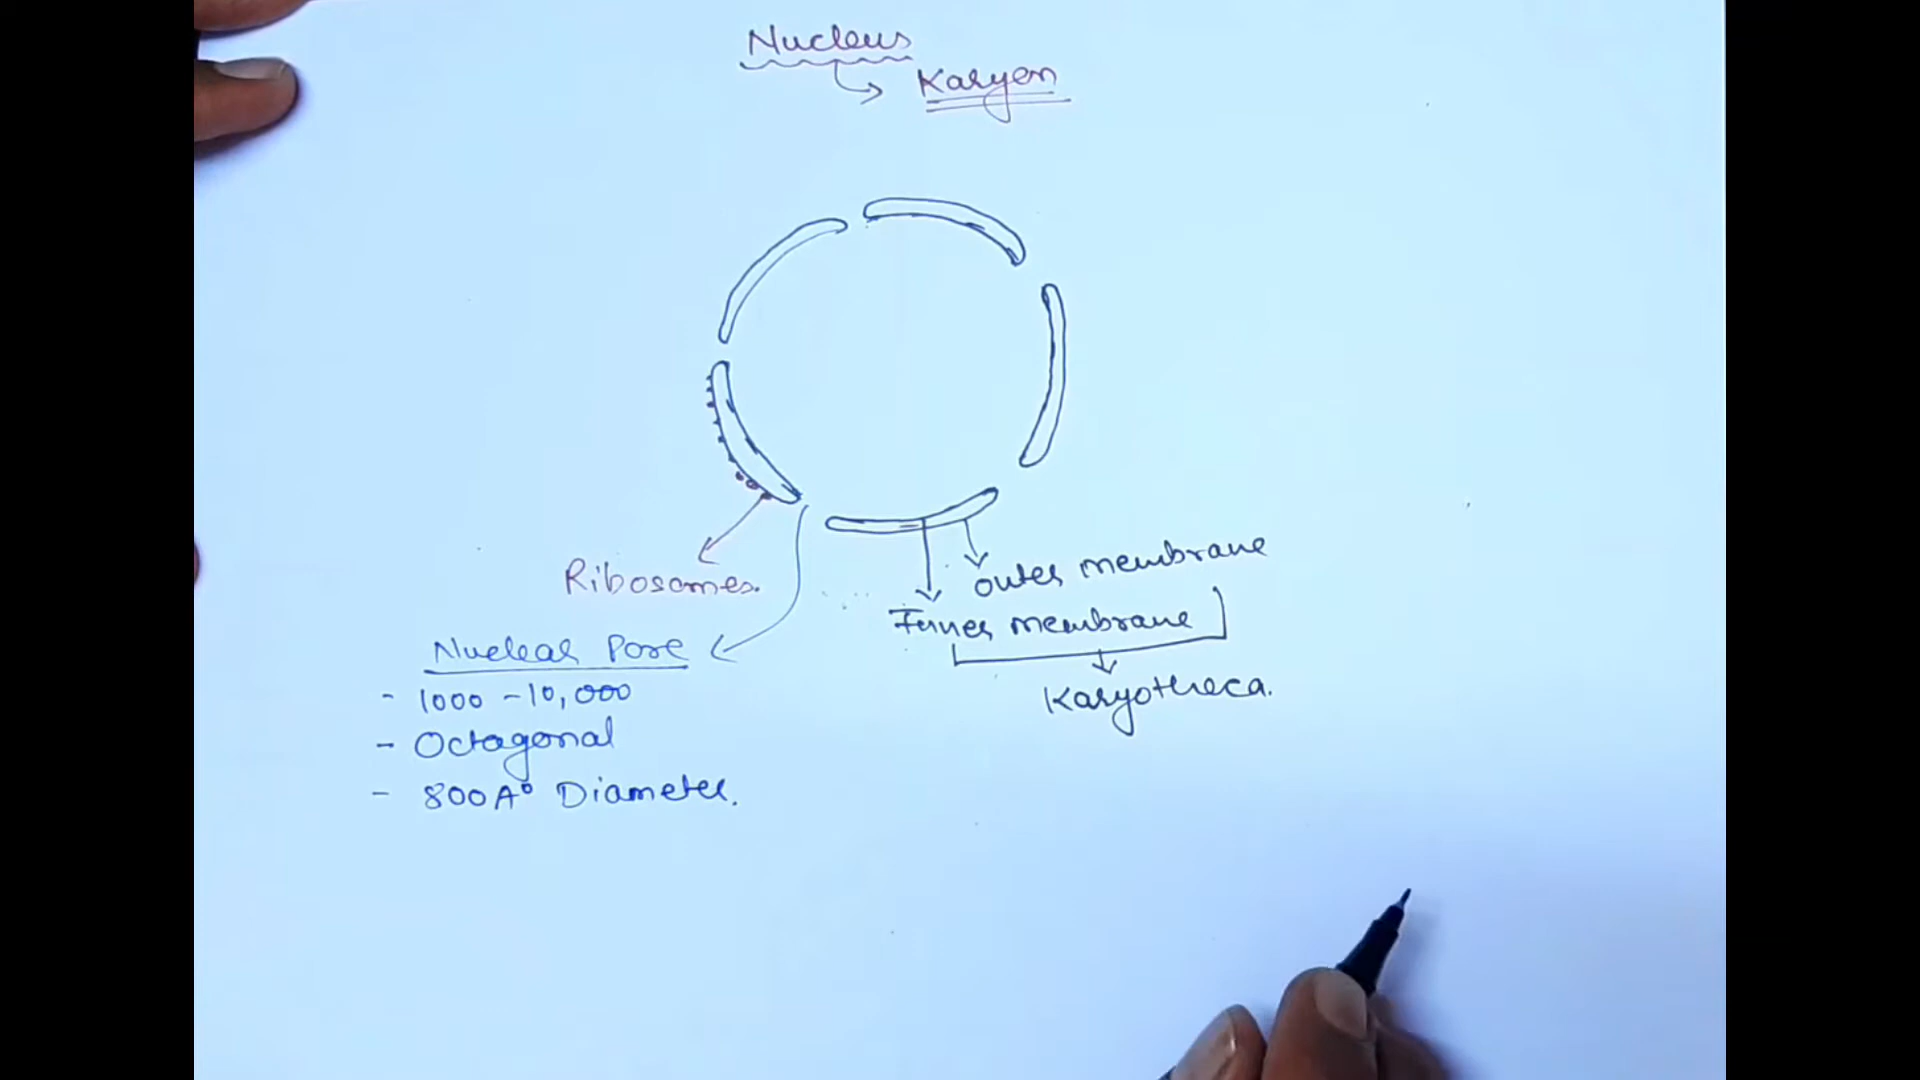 Nucleus
Karyon
Ribosomes.
outer membrane
Inner membrane
Karyotheca.
Nuclear Pore
- 1000 - 10,000
- Octagonal
- 800A° Diameter.